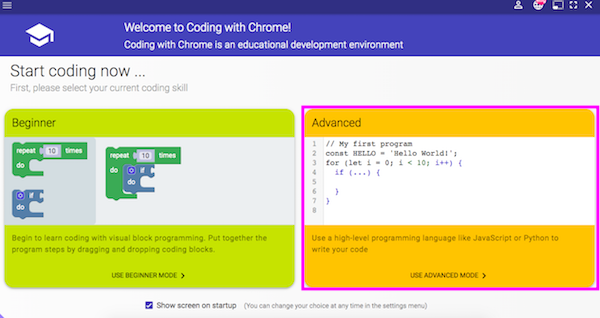 Welcome to Coding with Chrome!
Coding with Chrome is an educational development environment
Start coding now ...
First, please select your current coding skill
Beginner
repeat 10 times
do
if
do
repeat 10 times
do if
do
Begin to learn coding with visual block programming. Put together the
program steps by dragging and dropping coding blocks.
USE BEGINNER MODE >
Advanced
1 // My first program
2 const HELLO = 'Hello World!';
3 for (let i = 0; i < 10; i++) {
4 if (...) {
5
6 }
7 }
8
Use a high-level programming language like JavaScript or Python to
write your code
USE ADVANCED MODE >
Show screen on startup (You can change your choice at any time in the settings menu)